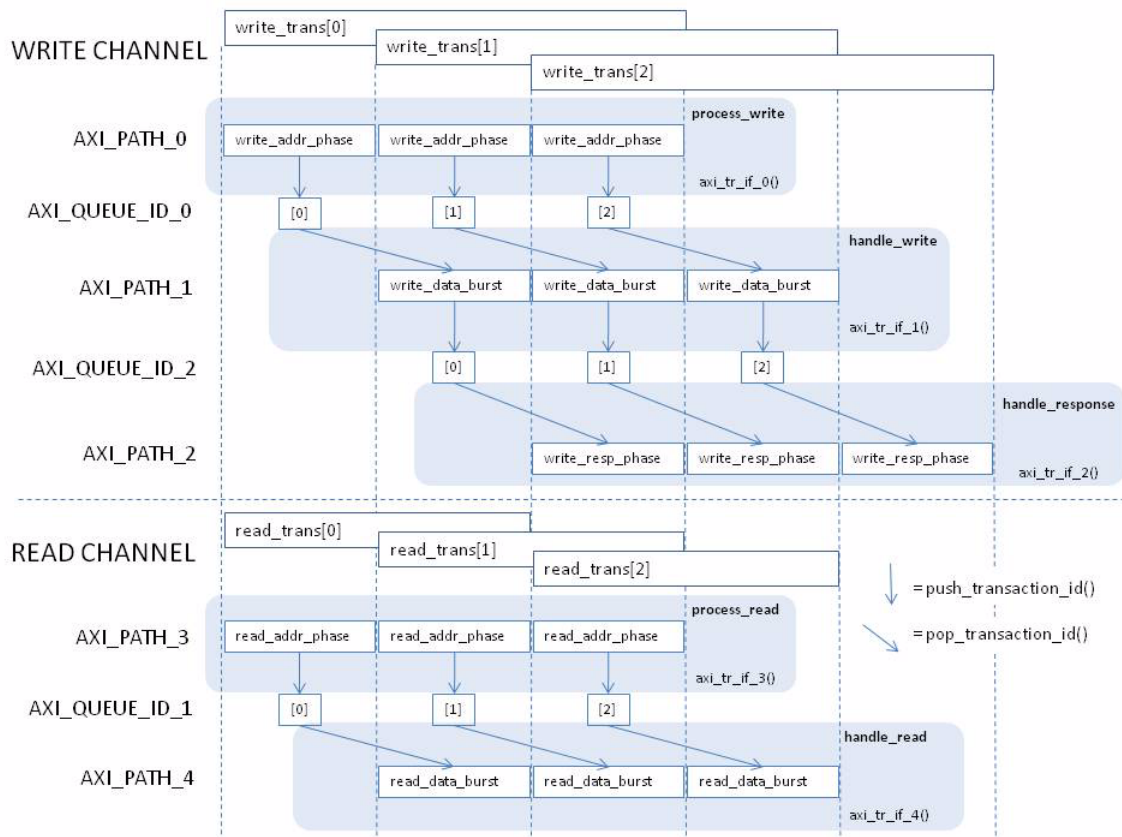 write_trans[0]
WRITE CHANNEL
write_trans[1]
write_trans[2]
process_write
AXI_PATH_0
write_addr_phase
write_addr_phase
write_addr_phase
axi_tr_if_0()
AXI_QUEUE_ID_0
[0]
[1]
[2]
handle_write
AXI_PATH_1
write_data_burst
write_data_burst
write_data_burst
axi_tr_if_1()
AXI_QUEUE_ID_2
[0]
[1]
[2]
handle_response
AXI_PATH_2
write_resp_phase
write_resp_phase
write_resp_phase
axi_tr_if_2()
read_trans[0]
READ CHANNEL
read_trans[1]
read_trans[2]
=push_transaction_id()
process_read
AXI_PATH_3
read_addr_phase
read_addr_phase
read_addr_phase
=pop_transaction_id()
axi_tr_if_3()
AXI_QUEUE_ID_1
[0]
[1]
[2]
handle_read
AXI_PATH_4
read_data_burst
read_data_burst
read_data_burst
axi_tr_if_4()